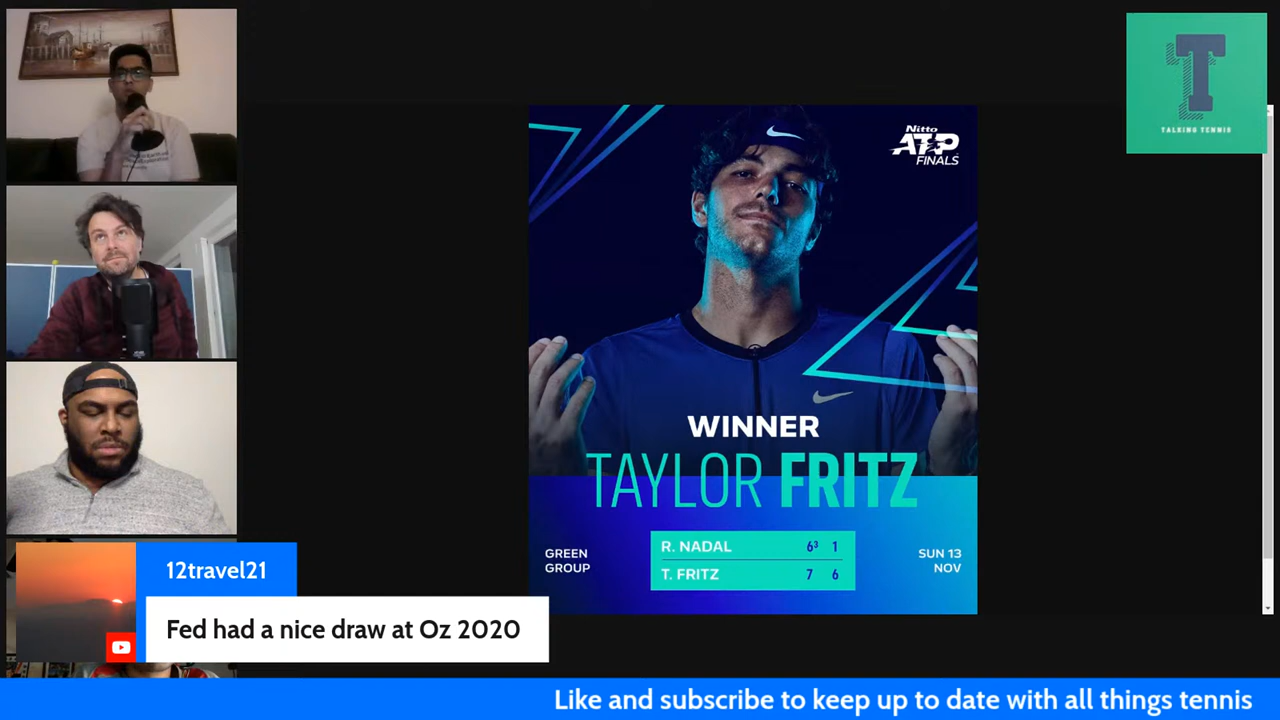 TALKING TENNIS
Nitto
ATP
FINALS
WINNER
TAYLOR FRITZ
GREEN
GROUP
R. NADAL 6³ 1
T. FRITZ 7 6
SUN 13
NOV
12travel21
Fed had a nice draw at Oz 2020
Like and subscribe to keep up to date with all things tennis